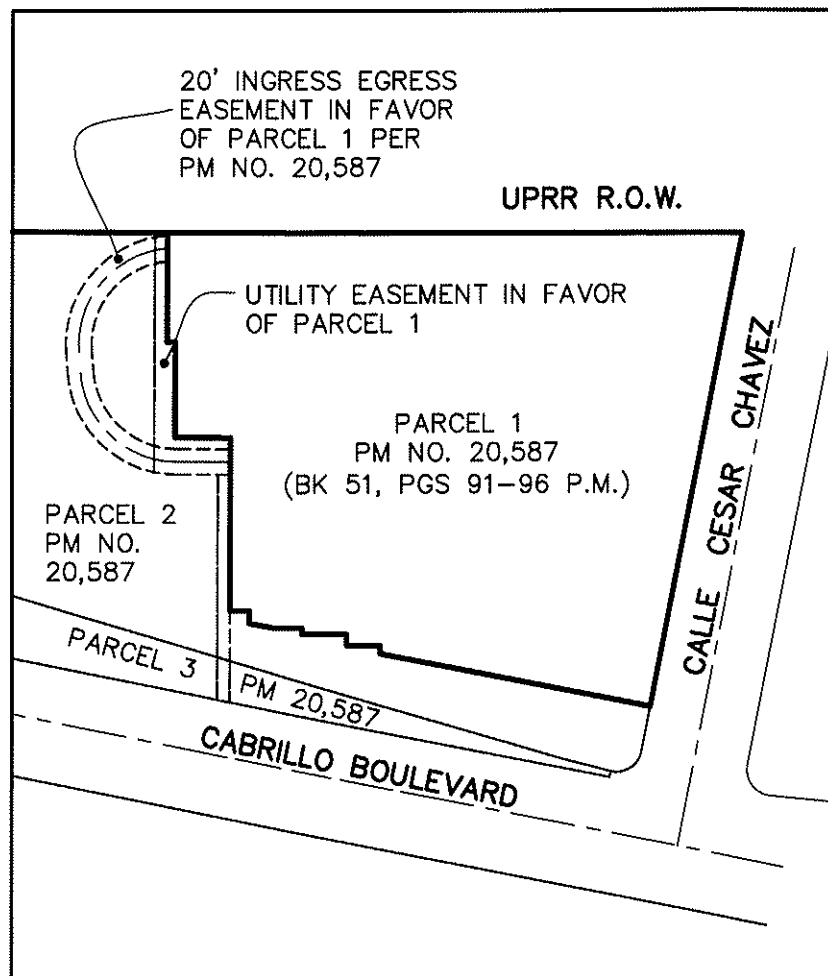 20' INGRESS EGRESS
EASEMENT IN FAVOR
OF PARCEL 1 PER
PM NO. 20,587
UPRR R.O.W.
UTILITY EASEMENT IN FAVOR
OF PARCEL 1
PARCEL 1
PM NO. 20,587
(BK 51, PGS 91-96 P.M.)
CALLE CESAR CHAVEZ
PARCEL 2
PM NO.
20,587
PARCEL 3
PM 20,587
CABRILLO BOULEVARD